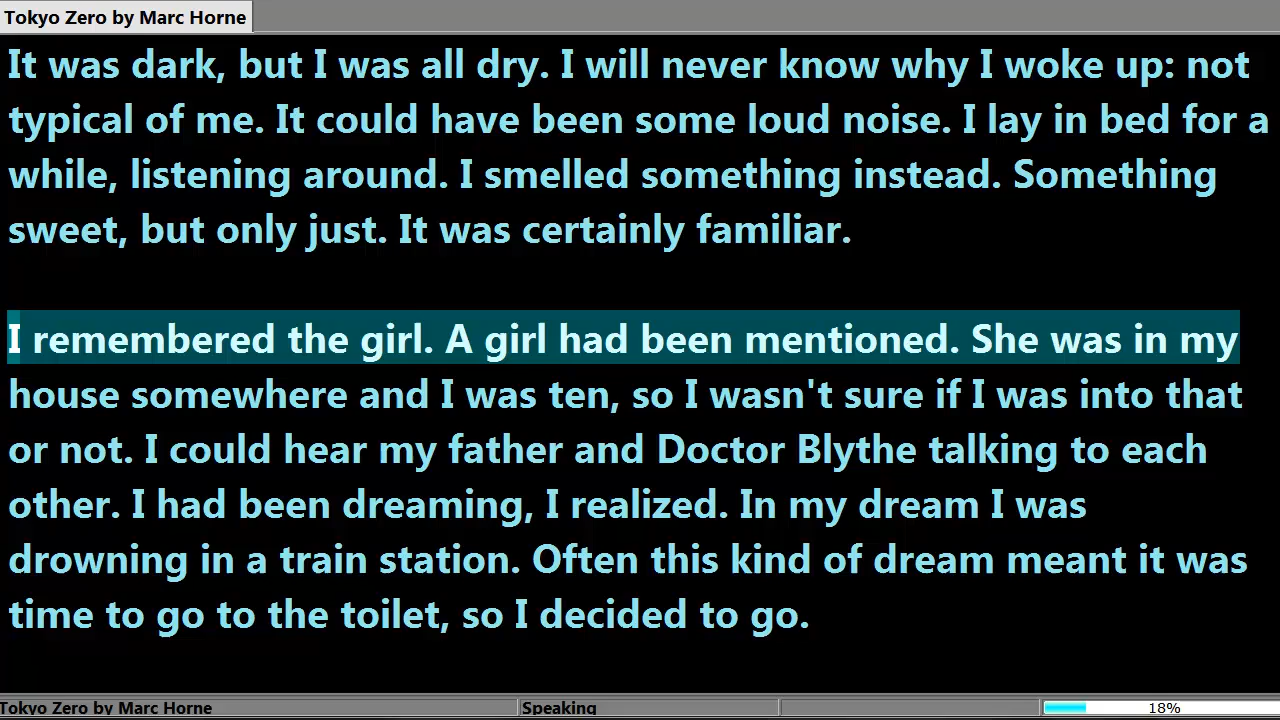 Tokyo Zero by Marc Horne
It was dark, but I was all dry. I will never know why I woke up: not
typical of me. It could have been some loud noise. I lay in bed for a
while, listening around. I smelled something instead. Something
sweet, but only just. It was certainly familiar.
I remembered the girl. A girl had been mentioned. She was in my
house somewhere and I was ten, so I wasn't sure if I was into that
or not. I could hear my father and Doctor Blythe talking to each
other. I had been dreaming, I realized. In my dream I was
drowning in a train station. Often this kind of dream meant it was
time to go to the toilet, so I decided to go.
Tokyo Zero by Marc Horne Speaking 18%